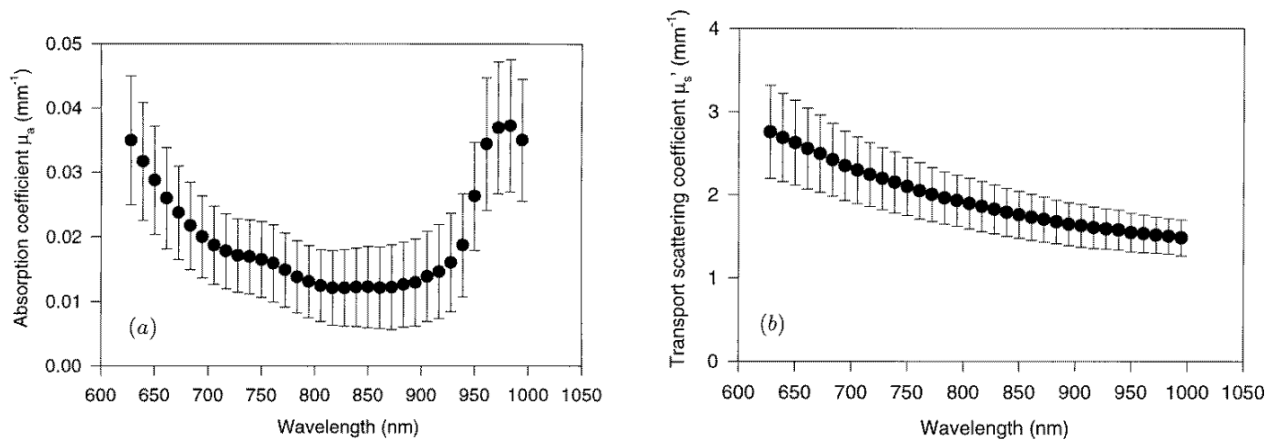 0.05
0.04
0.03
0.02
0.01
0.00
Absorption coefficient μa (mm⁻¹)
(a)
600 650 700 750 800 850 900 950 1000 1050
Wavelength (nm)
4
3
2
1
0
Transport scattering coefficient μs' (mm⁻¹)
(b)
600 650 700 750 800 850 900 950 1000 1050
Wavelength (nm)